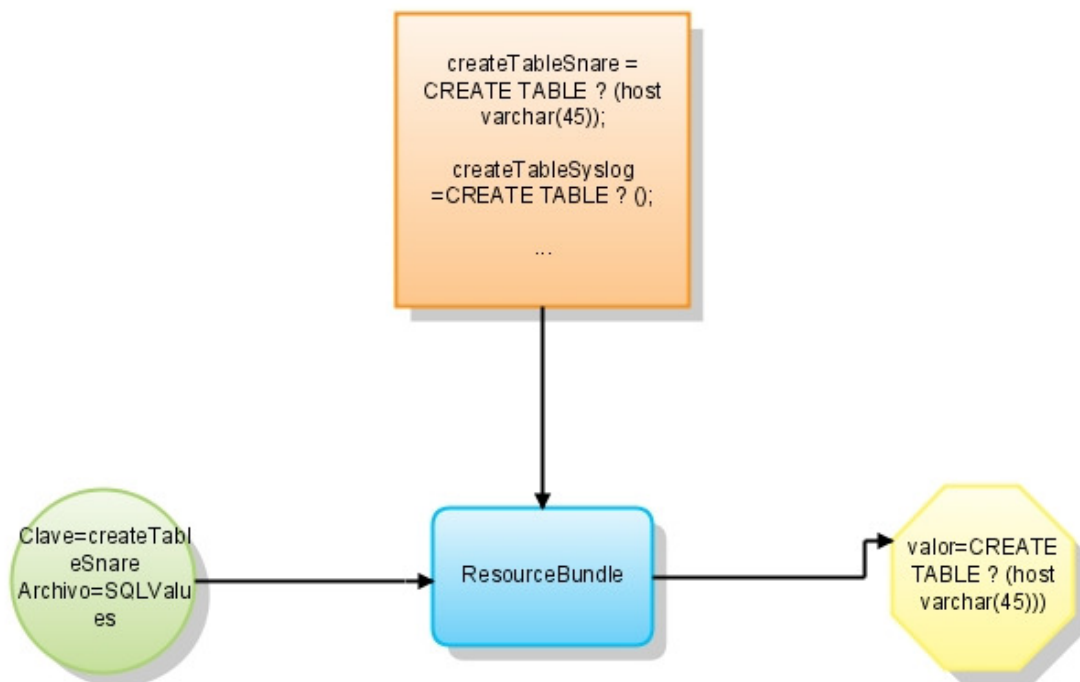 createTableSnare =
CREATE TABLE ? (host
varchar(45));
createTableSyslog
=CREATE TABLE ? ();
...
Clave=createTabl
eSnare
Archivo=SQLValu
es
ResourceBundle
valor=CREATE
TABLE ? (host
varchar(45)))